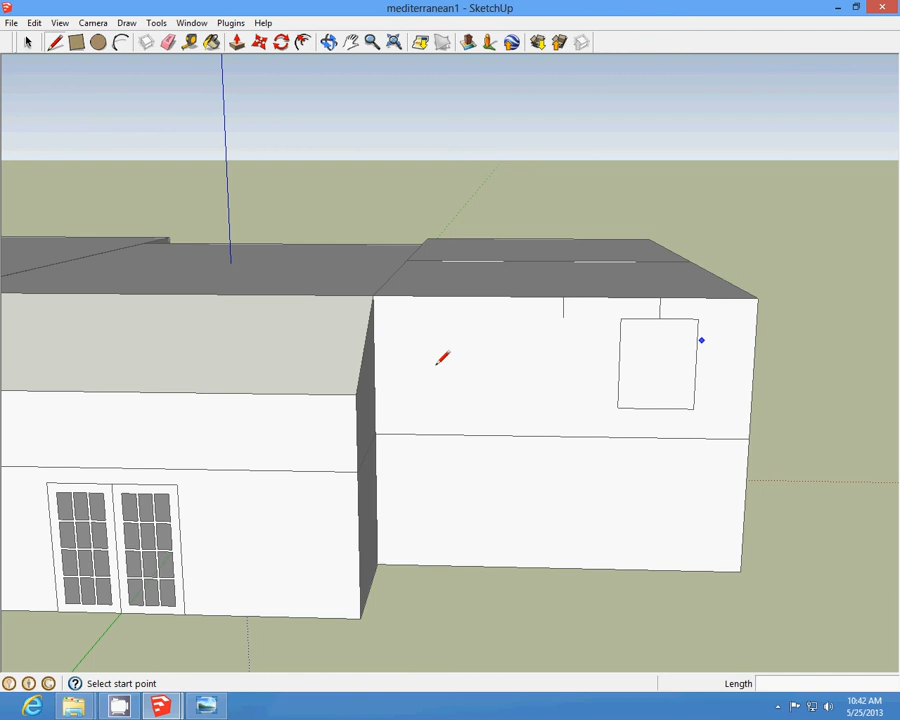 mediterranean1 - SketchUp
File Edit View Camera Draw Tools Window Plugins Help
Select start point
Length
10:42 AM
5/25/2013